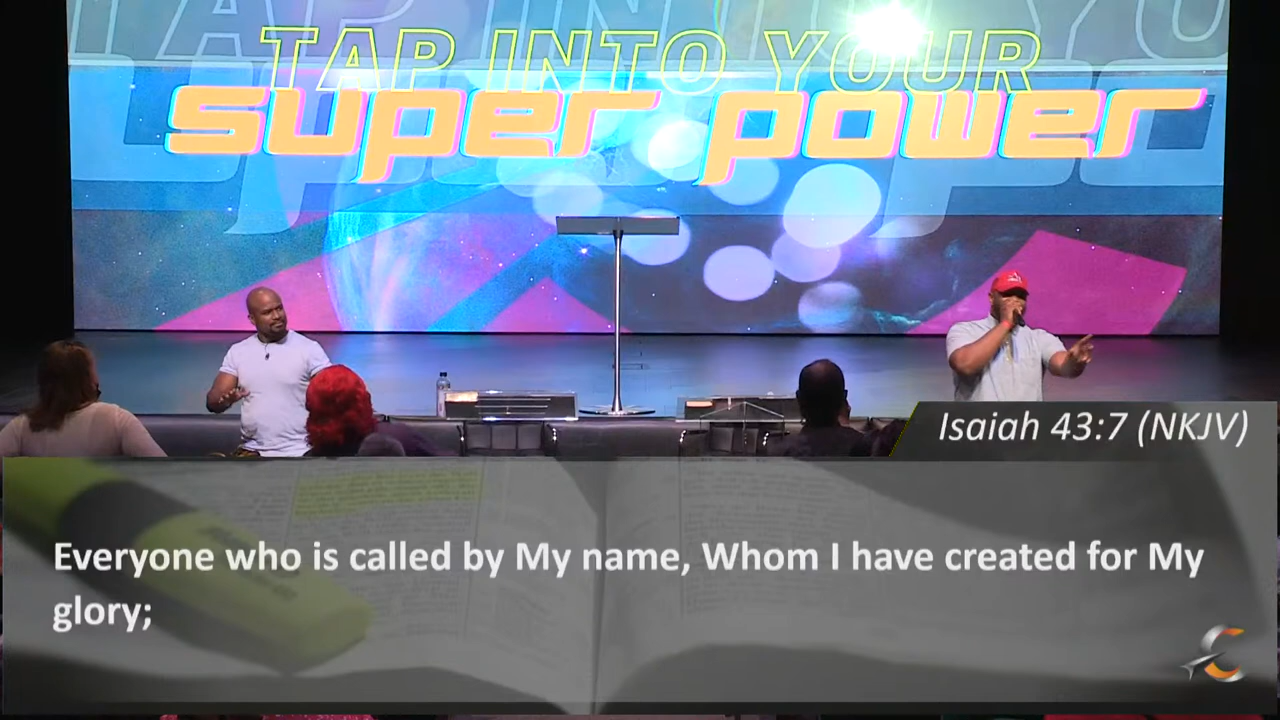 TAP INTO YOUR
super power
Isaiah 43:7 (NKJV)
Everyone who is called by My name, Whom I have created for My
glory;